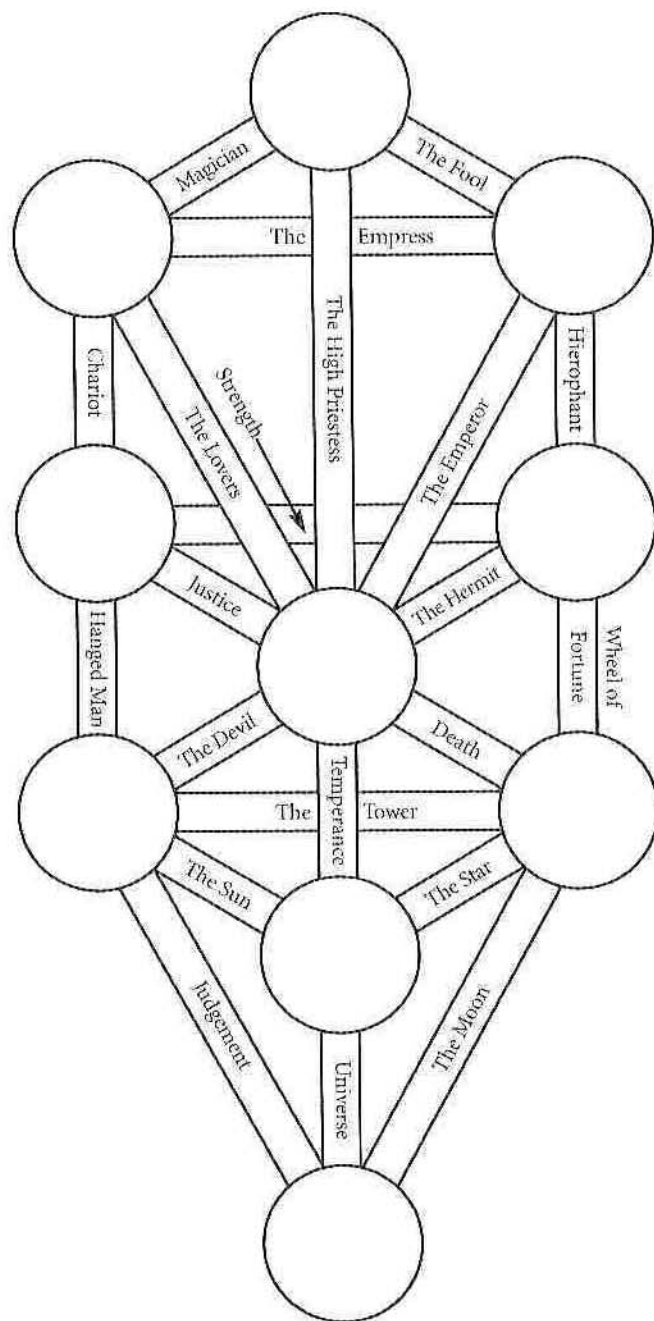 Magician
The Fool
The Empress
Chariot
The Lovers
Strength
The High Priestess
The Emperor
Hierophant
Justice
The Hermit
Hanged Man
Wheel of
Fortune
The Devil
Temperance
Death
The Tower
The Sun
The Star
Judgement
Universe
The Moon